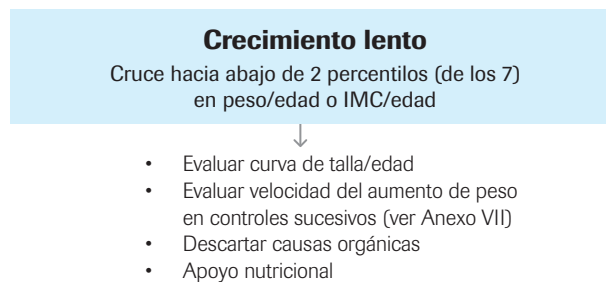 Crecimiento lento
Cruce hacia abajo de 2 percentilos (de los 7)
en peso/edad o IMC/edad
• Evaluar curva de talla/edad
• Evaluar velocidad del aumento de peso
en controles sucesivos (ver Anexo VII)
• Descartar causas orgánicas
• Apoyo nutricional